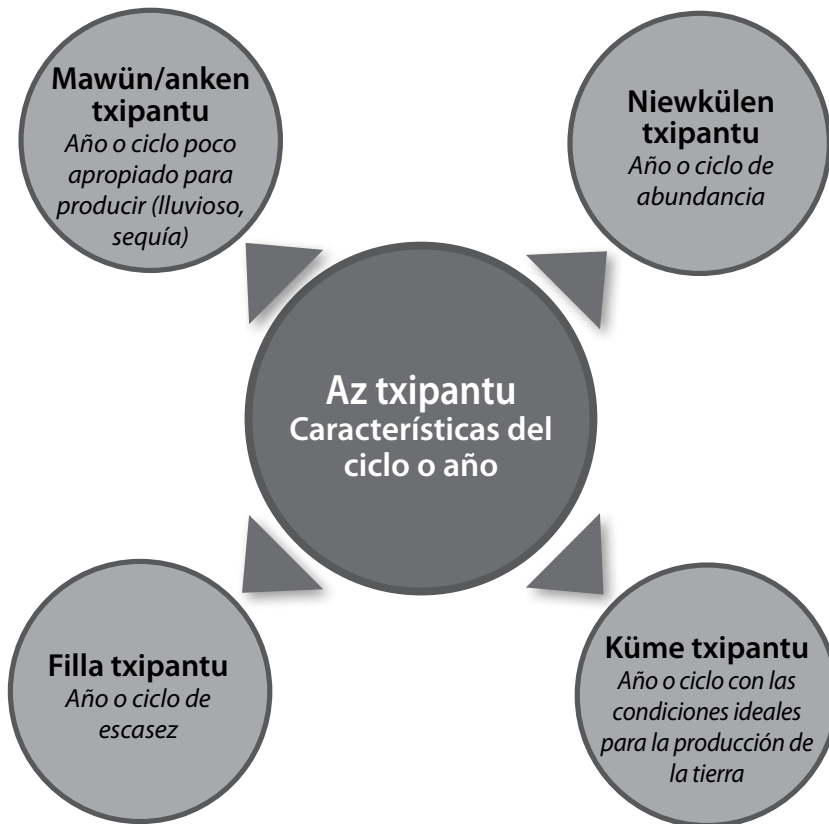 Mawün/anken
txipantu
Año o ciclo poco
apropiado para
producir (lluvioso,
sequía)
Niewkülen
txipantu
Año o ciclo de
abundancia
Az txipantu
Características del
ciclo o año
Filla txipantu
Año o ciclo de
escasez
Küme txipantu
Año o ciclo con las
condiciones ideales
para la producción de
la tierra